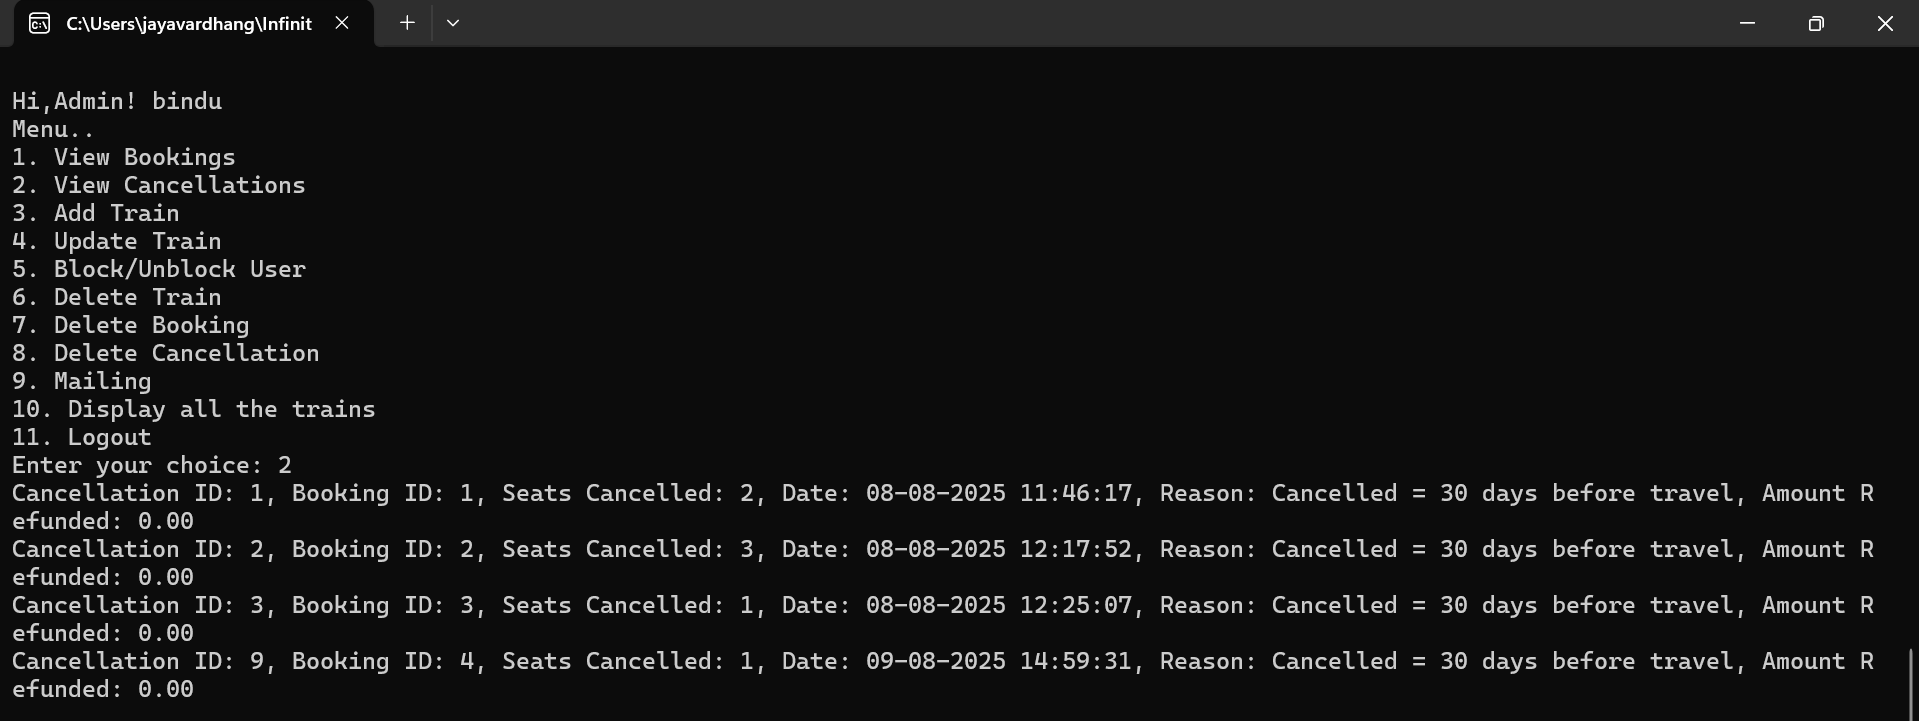 C:\Users\jayavardhang\Infinit
Hi,Admin! bindu
Menu..
1. View Bookings
2. View Cancellations
3. Add Train
4. Update Train
5. Block/Unblock User
6. Delete Train
7. Delete Booking
8. Delete Cancellation
9. Mailing
10. Display all the trains
11. Logout
Enter your choice: 2
Cancellation ID: 1, Booking ID: 1, Seats Cancelled: 2, Date: 08-08-2025 11:46:17, Reason: Cancelled = 30 days before travel, Amount R
efunded: 0.00
Cancellation ID: 2, Booking ID: 2, Seats Cancelled: 3, Date: 08-08-2025 12:17:52, Reason: Cancelled = 30 days before travel, Amount R
efunded: 0.00
Cancellation ID: 3, Booking ID: 3, Seats Cancelled: 1, Date: 08-08-2025 12:25:07, Reason: Cancelled = 30 days before travel, Amount R
efunded: 0.00
Cancellation ID: 9, Booking ID: 4, Seats Cancelled: 1, Date: 09-08-2025 14:59:31, Reason: Cancelled = 30 days before travel, Amount R
efunded: 0.00